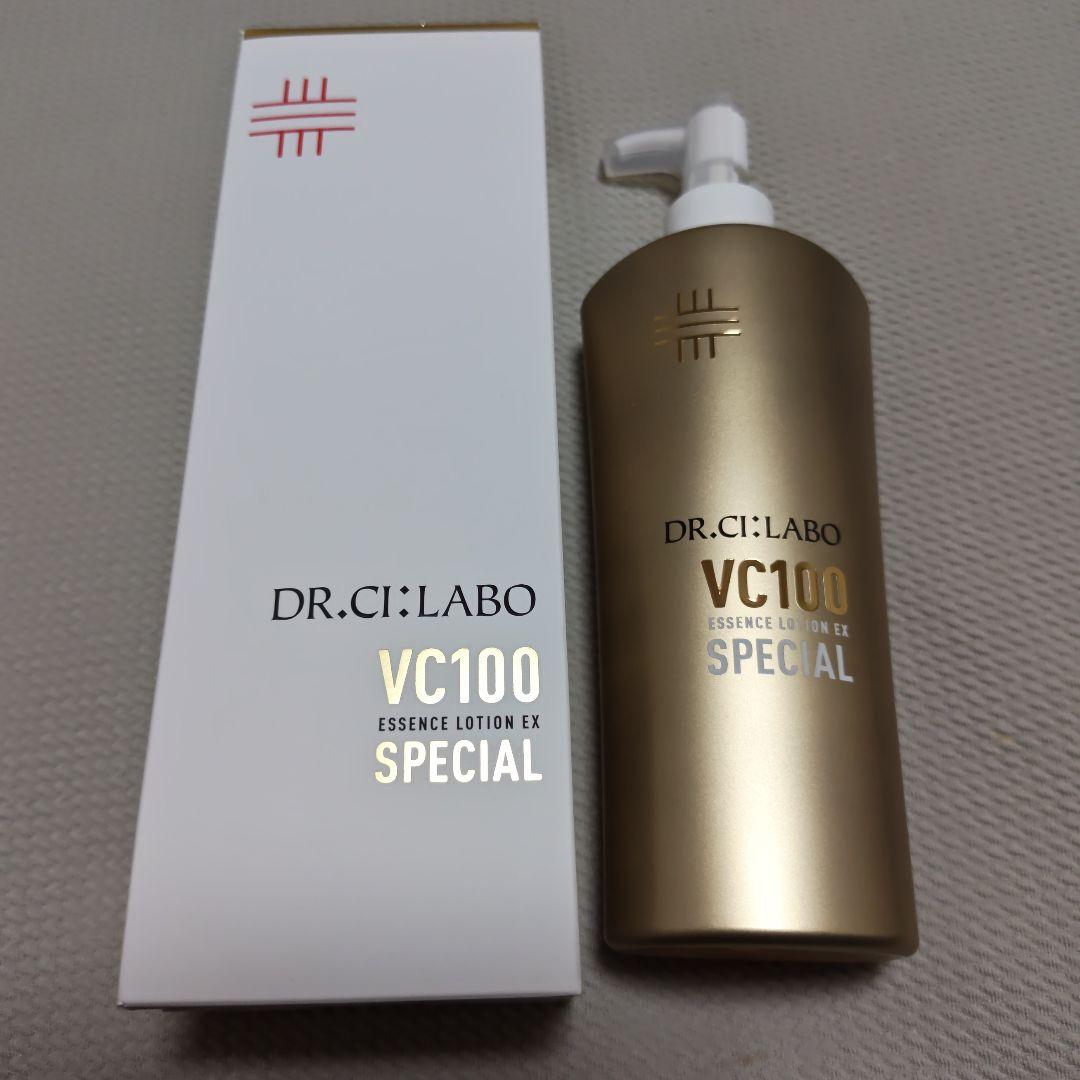 DR.CI:LABO
VC100
ESSENCE LOTION EX
SPECIAL
DR.CI:LABO
VC100
ESSENCE LOTION EX
SPECIAL